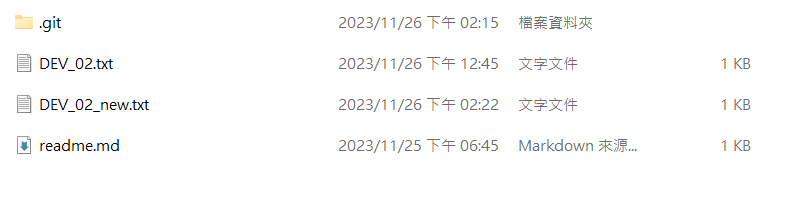 .git 2023/11/26 下午 02:15 檔案資料夾
DEV_02.txt 2023/11/26 下午 12:45 文字文件 1 KB
DEV_02_new.txt 2023/11/26 下午 02:22 文字文件 1 KB
readme.md 2023/11/25 下午 06:45 Markdown 來源... 1 KB